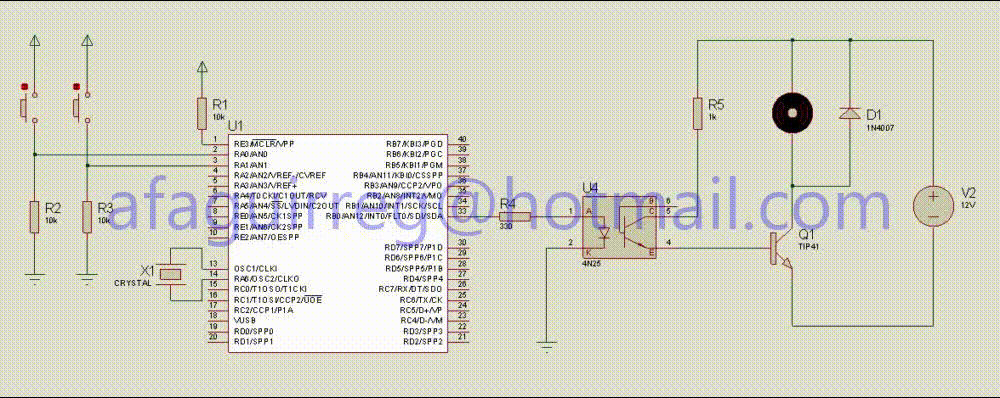 R1
10k
R2
10k
R3
10k
X1
CRYSTAL
U1
1 RE3/MCLR/VPP
2 RA0/AN0
3 RA1/AN1
4 RA2/AN2/VREF-/CVREF
5 RA3/AN3/VREF+
6 RA4/T0CKI/C1OUT/RCV
7 RA5/AN4/SS/LVDIN/C2OUT
8 RE0/AN5/CK1SPP
9 RE1/AN6/CK2SPP
10 RE2/AN7/OESPP
13 OSC1/CLKI
14 RA6/OSC2/CLKO
15 RC0/T1OSO/T1CKI
16 RC1/T1OSI/CCP2/UOE
17 RC2/CCP1/P1A
18 VUSB
19 RD0/SPP0
20 RD1/SPP1
RB7/KBI3/PGD 40
RB6/KBI2/PGC 39
RB5/KBI1/PGM 38
RB4/AN11/KBI0/CSSPP 37
RB3/AN9/CCP2/VPO 36
RB2/AN8/INT2/VMO 35
RB1/AN10/INT1/SCK/SCL 34
RB0/AN12/INT0/FLT0/SDI/SDA 33
RD7/SPP7/P1D 30
RD6/SPP6/P1C 29
RD5/SPP5/P1B 28
RD4/SPP4 27
RC7/RX/DT/SDO 26
RC6/TX/CK 25
RC5/D+/VP 24
RC4/D-/VM 23
RD3/SPP3 22
RD2/SPP2 21
R4
330
U4
1 A
2 K
B 6
C 5
E 4
4N25
R5
1k
D1
1N4007
Q1
TIP41
V2
12V
afaguirreg@hotmail.com